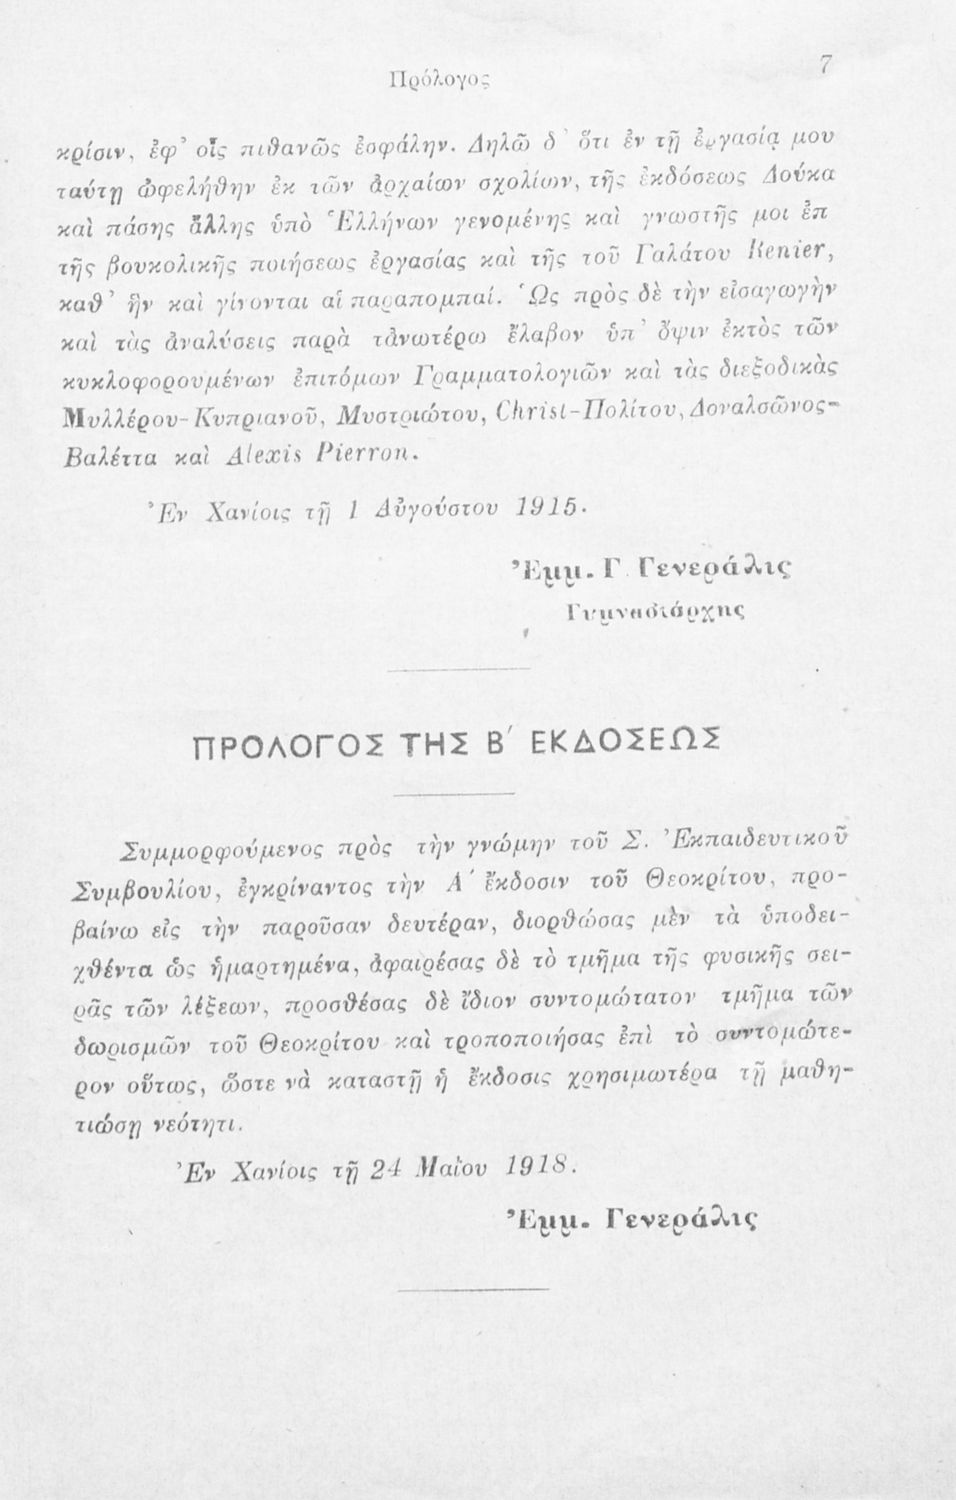 Πρόλογος
7
κρίσιν, ἐφ' οἷς πιθανῶς ἐσφάλην. Δηλῶ δ' ὅτι ἐν τῇ ἐργασίᾳ μου
ταύτῃ ὠφελήθην ἐκ τῶν ἀρχαίων σχολίων, τῆς ἐκδόσεως Δούκα
καὶ πάσης ἄλλης ὑπὸ Ἑλλήνων γενομένης καὶ γνωστῆς μοι ἐπ
τῆς βουκολικῆς ποιήσεως ἐργασίας καὶ τῆς τοῦ Γαλάτου Renier,
καθ' ἣν καὶ γίνονται αἱ παραπομπαί. Ὡς πρὸς δὲ τὴν εἰσαγωγὴν
καὶ τὰς ἀναλύσεις παρὰ τἀνωτέρω ἔλαβον ὑπ' ὄψιν ἐκτὸς τῶν
κυκλοφορουμένων ἐπιτόμων Γραμματολογιῶν καὶ τὰς διεξοδικὰς
Μυλλέρου-Κυπριανοῦ, Μυστριώτου, Christ-Πολίτου, Δοναλσῶνος-
Βαλέττα καὶ Alexis Pierron.
Ἐν Χανίοις τῇ 1 Αὐγούστου 1915.
Ἐμμ. Γ. Γενεράλις
Γυμνασιάρχης
ΠΡΟΛΟΓΟΣ ΤΗΣ Β΄ ΕΚΔΟΣΕΩΣ
Συμμορφούμενος πρὸς τὴν γνώμην τοῦ Σ. Ἐκπαιδευτικοῦ
Συμβουλίου, ἐγκρίναντος τὴν Α΄ ἔκδοσιν τοῦ Θεοκρίτου, προ-
βαίνω εἰς τὴν παροῦσαν δευτέραν, διορθώσας μὲν τὰ ὑποδει-
χθέντα ὡς ἡμαρτημένα, ἀφαιρέσας δὲ τὸ τμῆμα τῆς φυσικῆς σει-
ρᾶς τῶν λέξεων, προσθέσας δὲ ἴδιον συντομώτατον τμῆμα τῶν
δωρισμῶν τοῦ Θεοκρίτου καὶ τροποποιήσας ἐπὶ τὸ συντομώτε-
ρον οὕτως, ὥστε νὰ καταστῇ ἡ ἔκδοσις χρησιμωτέρα τῇ μαθη-
τιώσῃ νεότητι.
Ἐν Χανίοις τῇ 24 Μαΐου 1918.
Ἐμμ. Γενεράλις